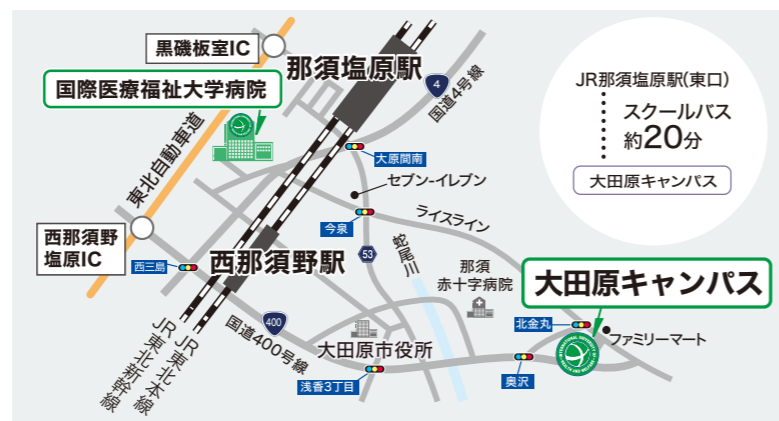 黒磯板室IC
那須塩原駅
国際医療福祉大学病院
4
国道4号線
東北自動車道
大原間南
セブン-イレブン
ライスライン
今泉
西那須野
塩原IC
西那須野駅
西三島
53
蛇尾川
那須
赤十字病院
大田原キャンパス
400
国道400号線
北金丸
ファミリーマート
大田原市役所
浅香3丁目
奥沢
JR東北本線
JR東北新幹線
JR那須塩原駅(東口)
スクールバス
約20分
大田原キャンパス